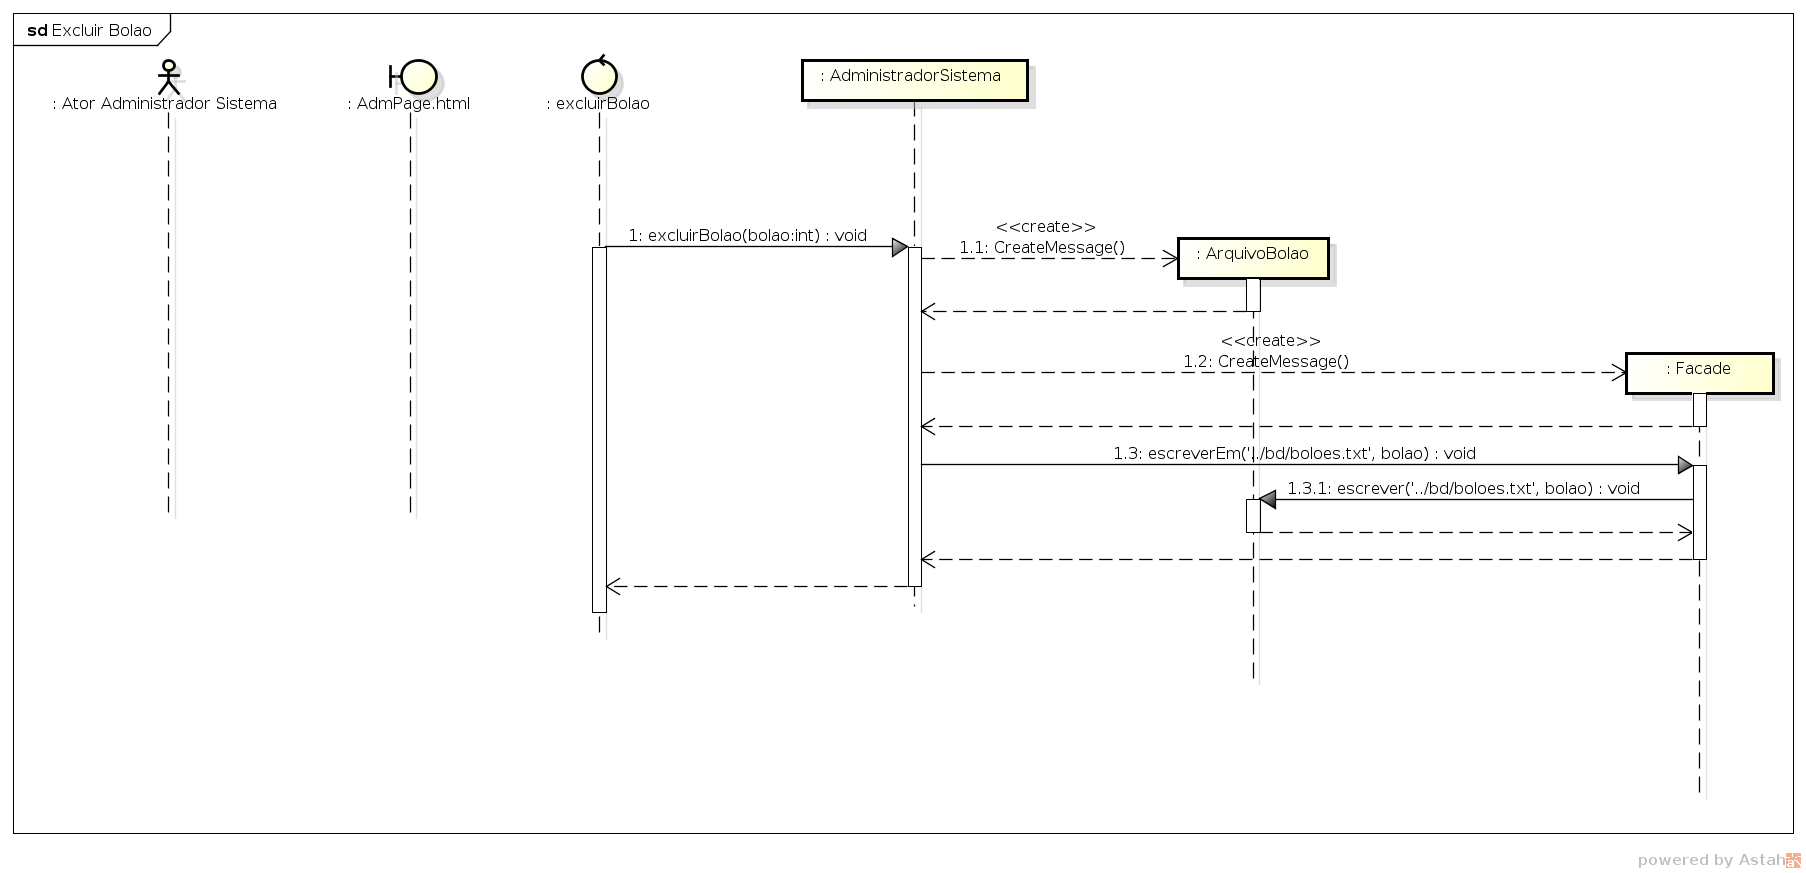 sd Excluir Bolao
: Ator Administrador Sistema
: AdmPage.html
: excluirBolao
: AdministradorSistema
1: excluirBolao(bolao:int) : void
<<create>>
1.1: CreateMessage()
: ArquivoBolao
<<create>>
1.2: CreateMessage()
: Facade
1.3: escreverEm('../bd/boloes.txt', bolao) : void
1.3.1: escrever('../bd/boloes.txt', bolao) : void
powered by Astah